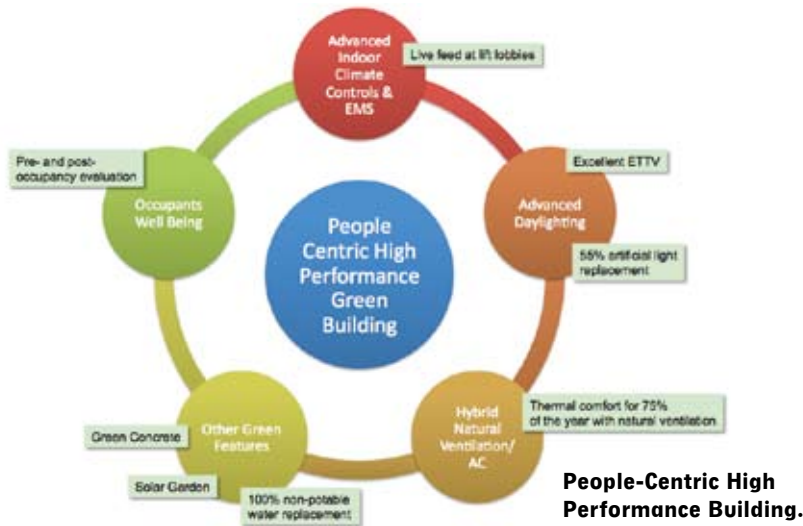 Advanced
Indoor
Climate
Controls &
EMS
Live feed at lift lobbies
Excellent ETTV
Advanced
Daylighting
55% artificial light
replacement
Thermal comfort for 75%
of the year with natural ventilation
Hybrid
Natural
Ventilation/
AC
Other Green
Features
Green Concrete
Solar Garden
100% non-potable
water replacement
Pre- and post-
occupancy evaluation
Occupants
Well Being
People
Centric High
Performance
Green
Building
People-Centric High
Performance Building.